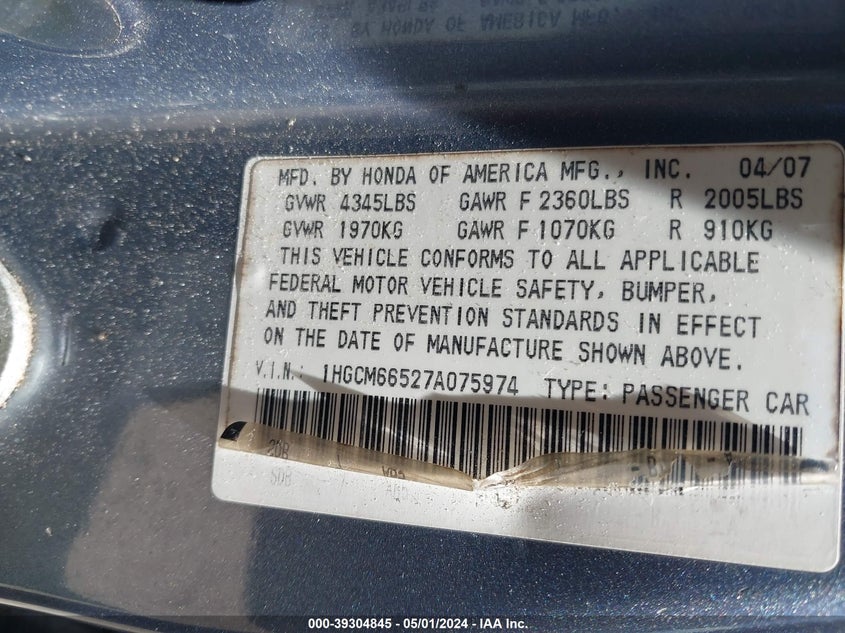 MFD. BY HONDA OF AMERICA MFG., INC. 04/07
GVWR 4345LBS GAWR F 2360LBS R 2005LBS
GVWR 1970KG GAWR F 1070KG R 910KG
THIS VEHICLE CONFORMS TO ALL APPLICABLE
FEDERAL MOTOR VEHICLE SAFETY, BUMPER,
AND THEFT PREVENTION STANDARDS IN EFFECT
ON THE DATE OF MANUFACTURE SHOWN ABOVE.
V.I.N.: 1HGCM66527A075974 TYPE: PASSENGER CAR
000-39304845 - 05/01/2024 - IAA Inc.